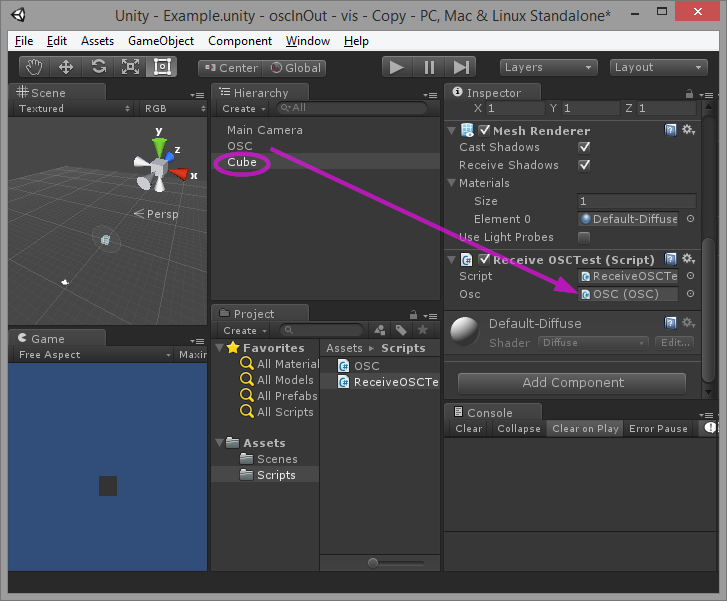 Unity - Example.unity - oscInOut - vis - Copy - PC, Mac & Linux Standalone*
File Edit Assets GameObject Component Window Help
Center Global Layers Layout
Scene
Textured RGB
y
z
x
Persp
Game
Free Aspect Maxin
Hierarchy
Create All
Main Camera
OSC
Cube
Project
Create
Favorites
All Material
All Models
All Prefabs
All Scripts
Assets
Scenes
Scripts
Assets Scripts
OSC
ReceiveOSCTe
Inspector
X 1 Y 1 Z 1
Mesh Renderer
Cast Shadows
Receive Shadows
Materials
Size 1
Element 0 Default-Diffuse
Use Light Probes
Receive OSCTest (Script)
Script ReceiveOSCTe
Osc OSC (OSC)
Default-Diffuse
Shader Diffuse Edit...
Add Component
Console
Clear Collapse Clear on Play Error Pause